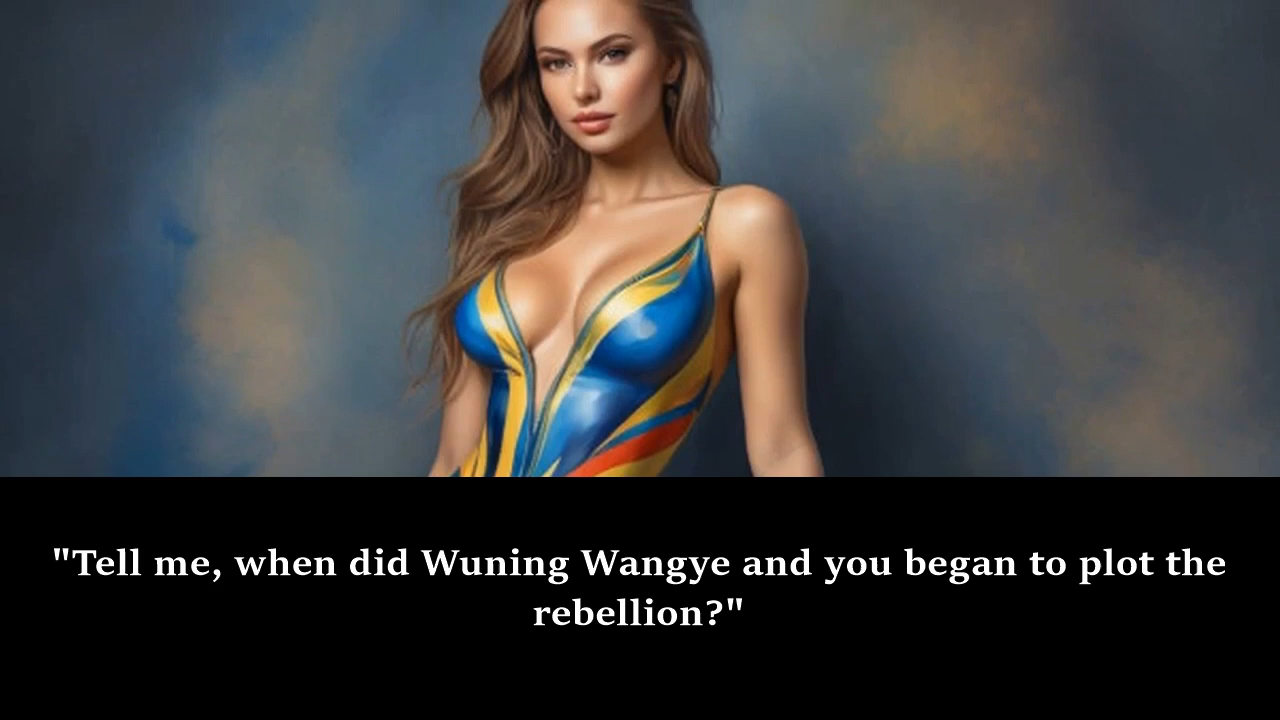 "Tell me, when did Wuning Wangye and you began to plot the
rebellion?"